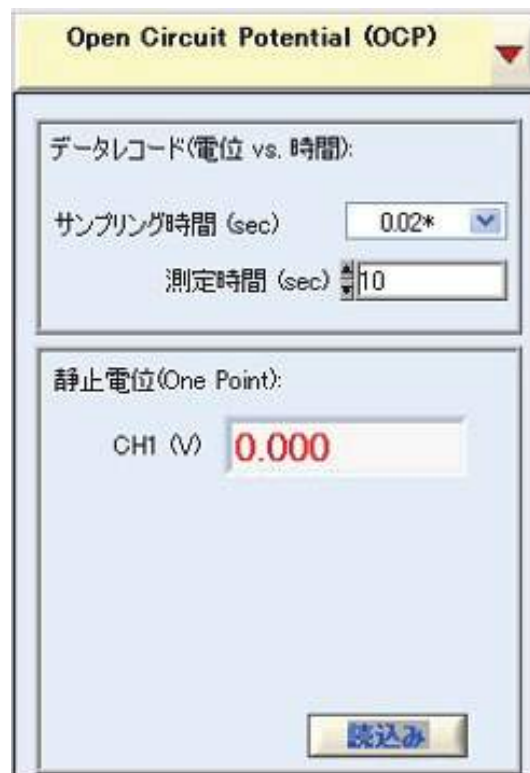 Open Circuit Potential (OCP)
データレコード(電位 vs. 時間):
サンプリング時間 (sec) 0.02*
測定時間 (sec) 10
静止電位(One Point):
CH1 (V) 0.000
読込み